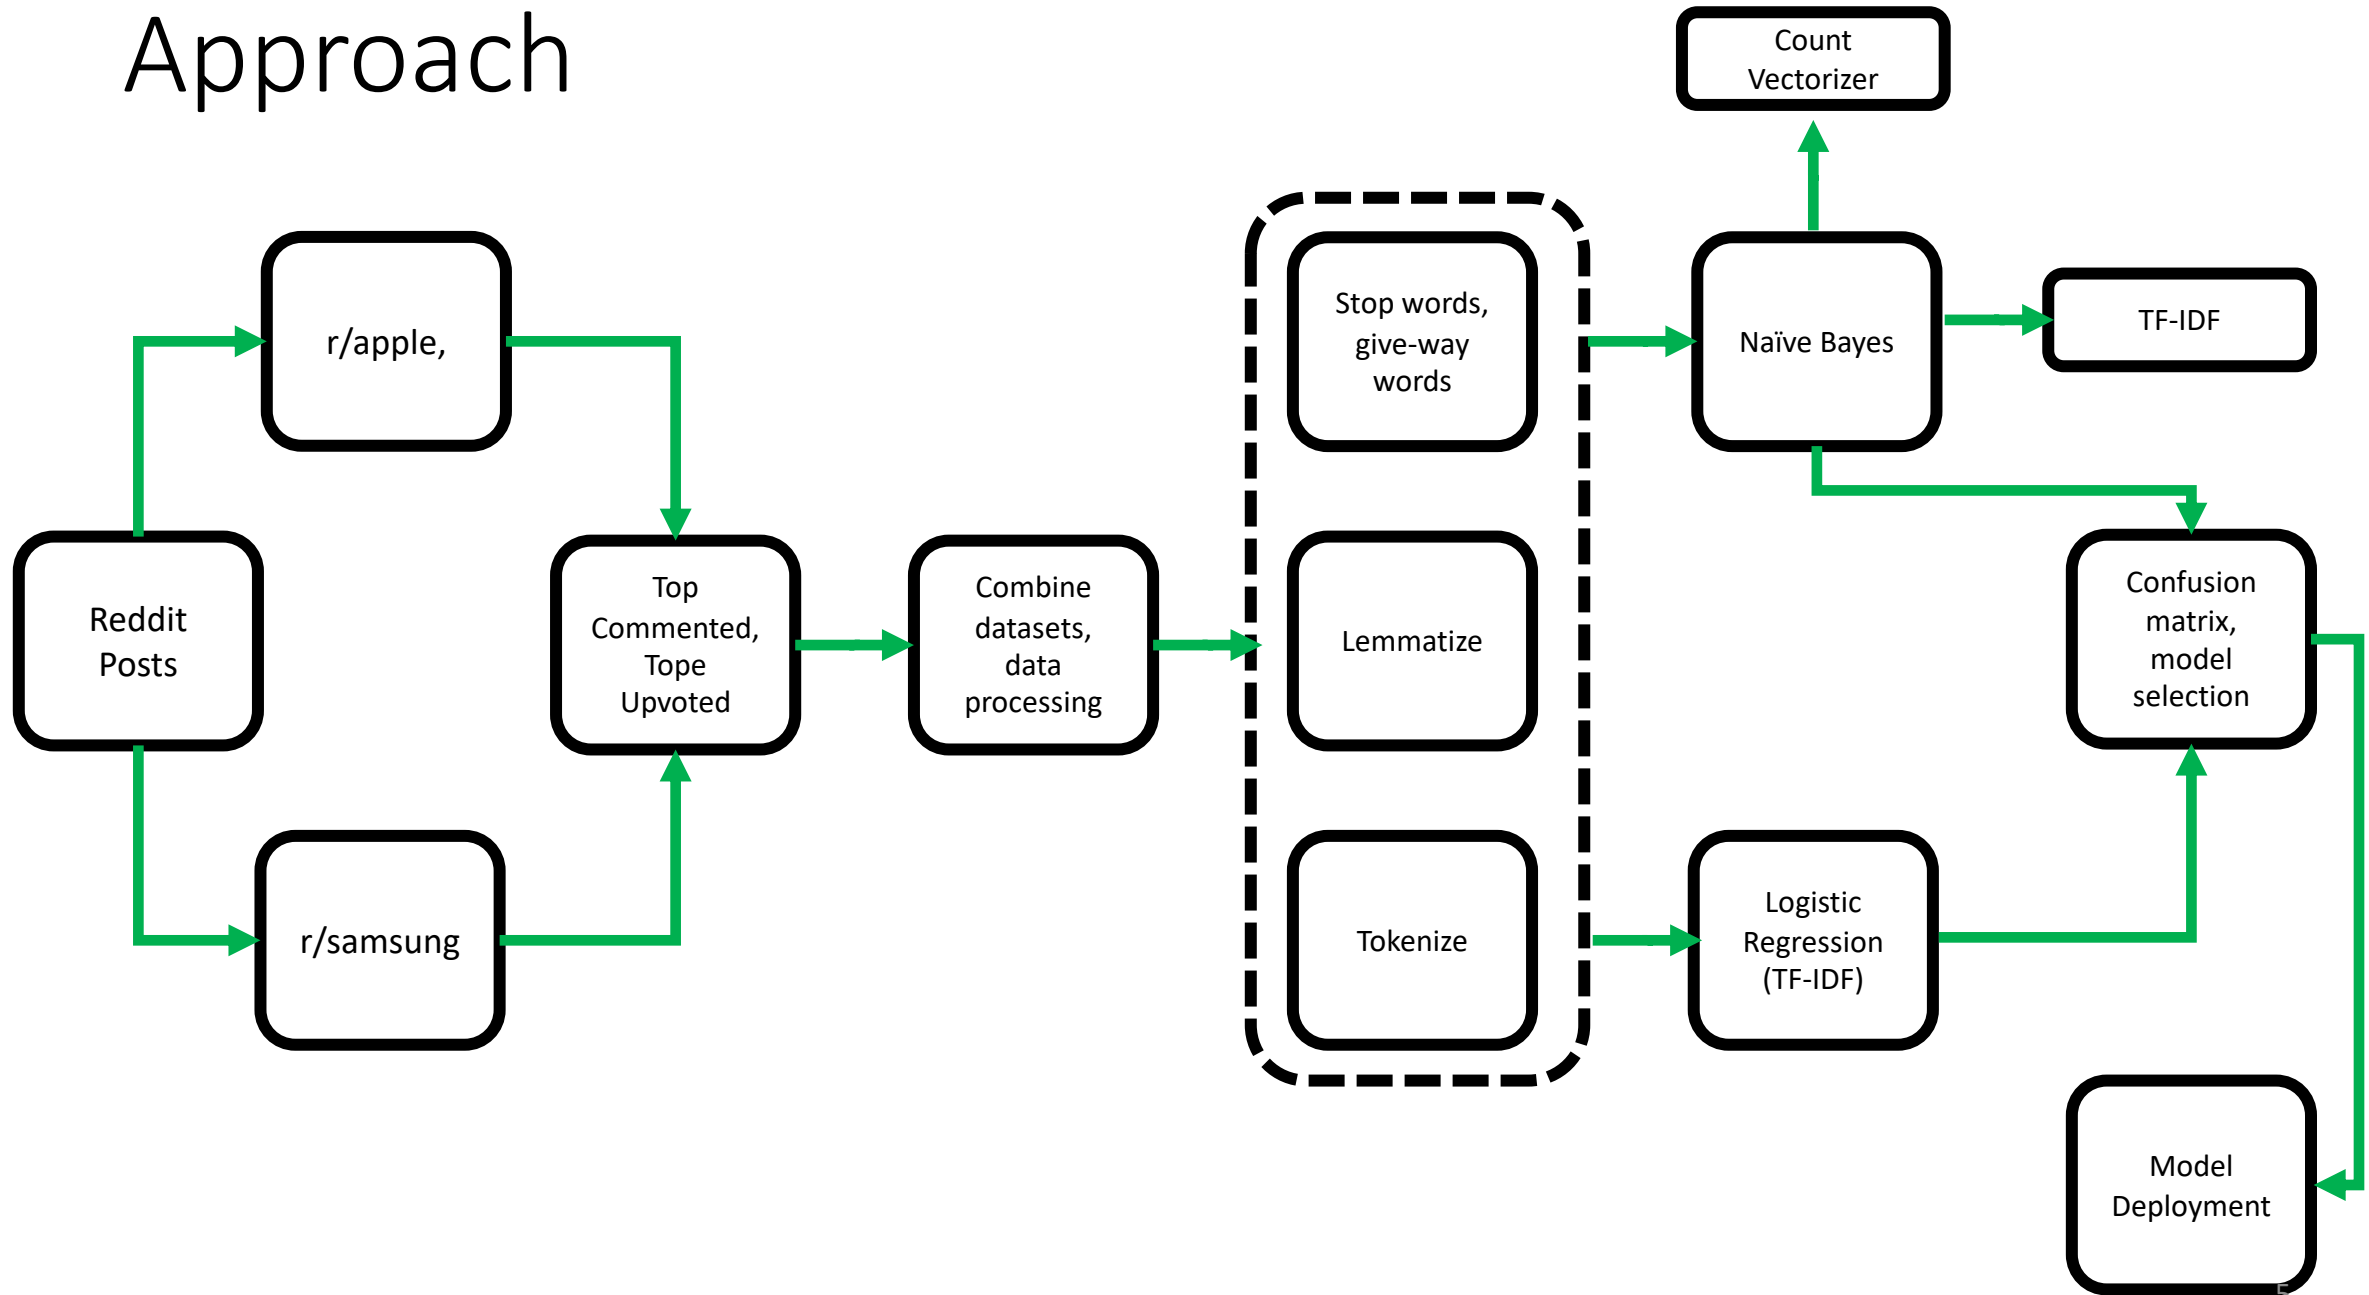 Approach
Count
Vectorizer
r/apple,
Stop words,
give-way
words
Naïve Bayes
TF-IDF
Reddit
Posts
Top
Commented,
Tope
Upvoted
Combine
datasets,
data
processing
Lemmatize
Confusion
matrix,
model
selection
r/samsung
Tokenize
Logistic
Regression
(TF-IDF)
Model
Deployment
5